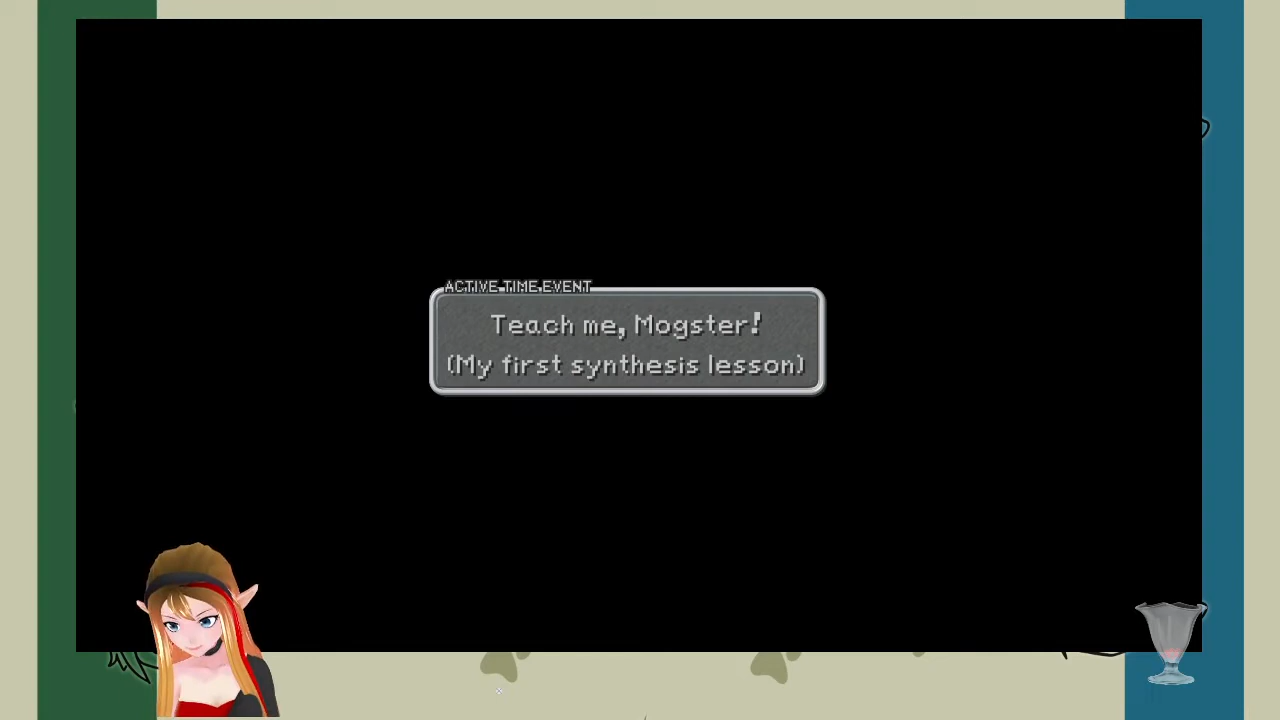 ACTIVE TIME EVENT
Teach me, Mogster!
(My first synthesis lesson)